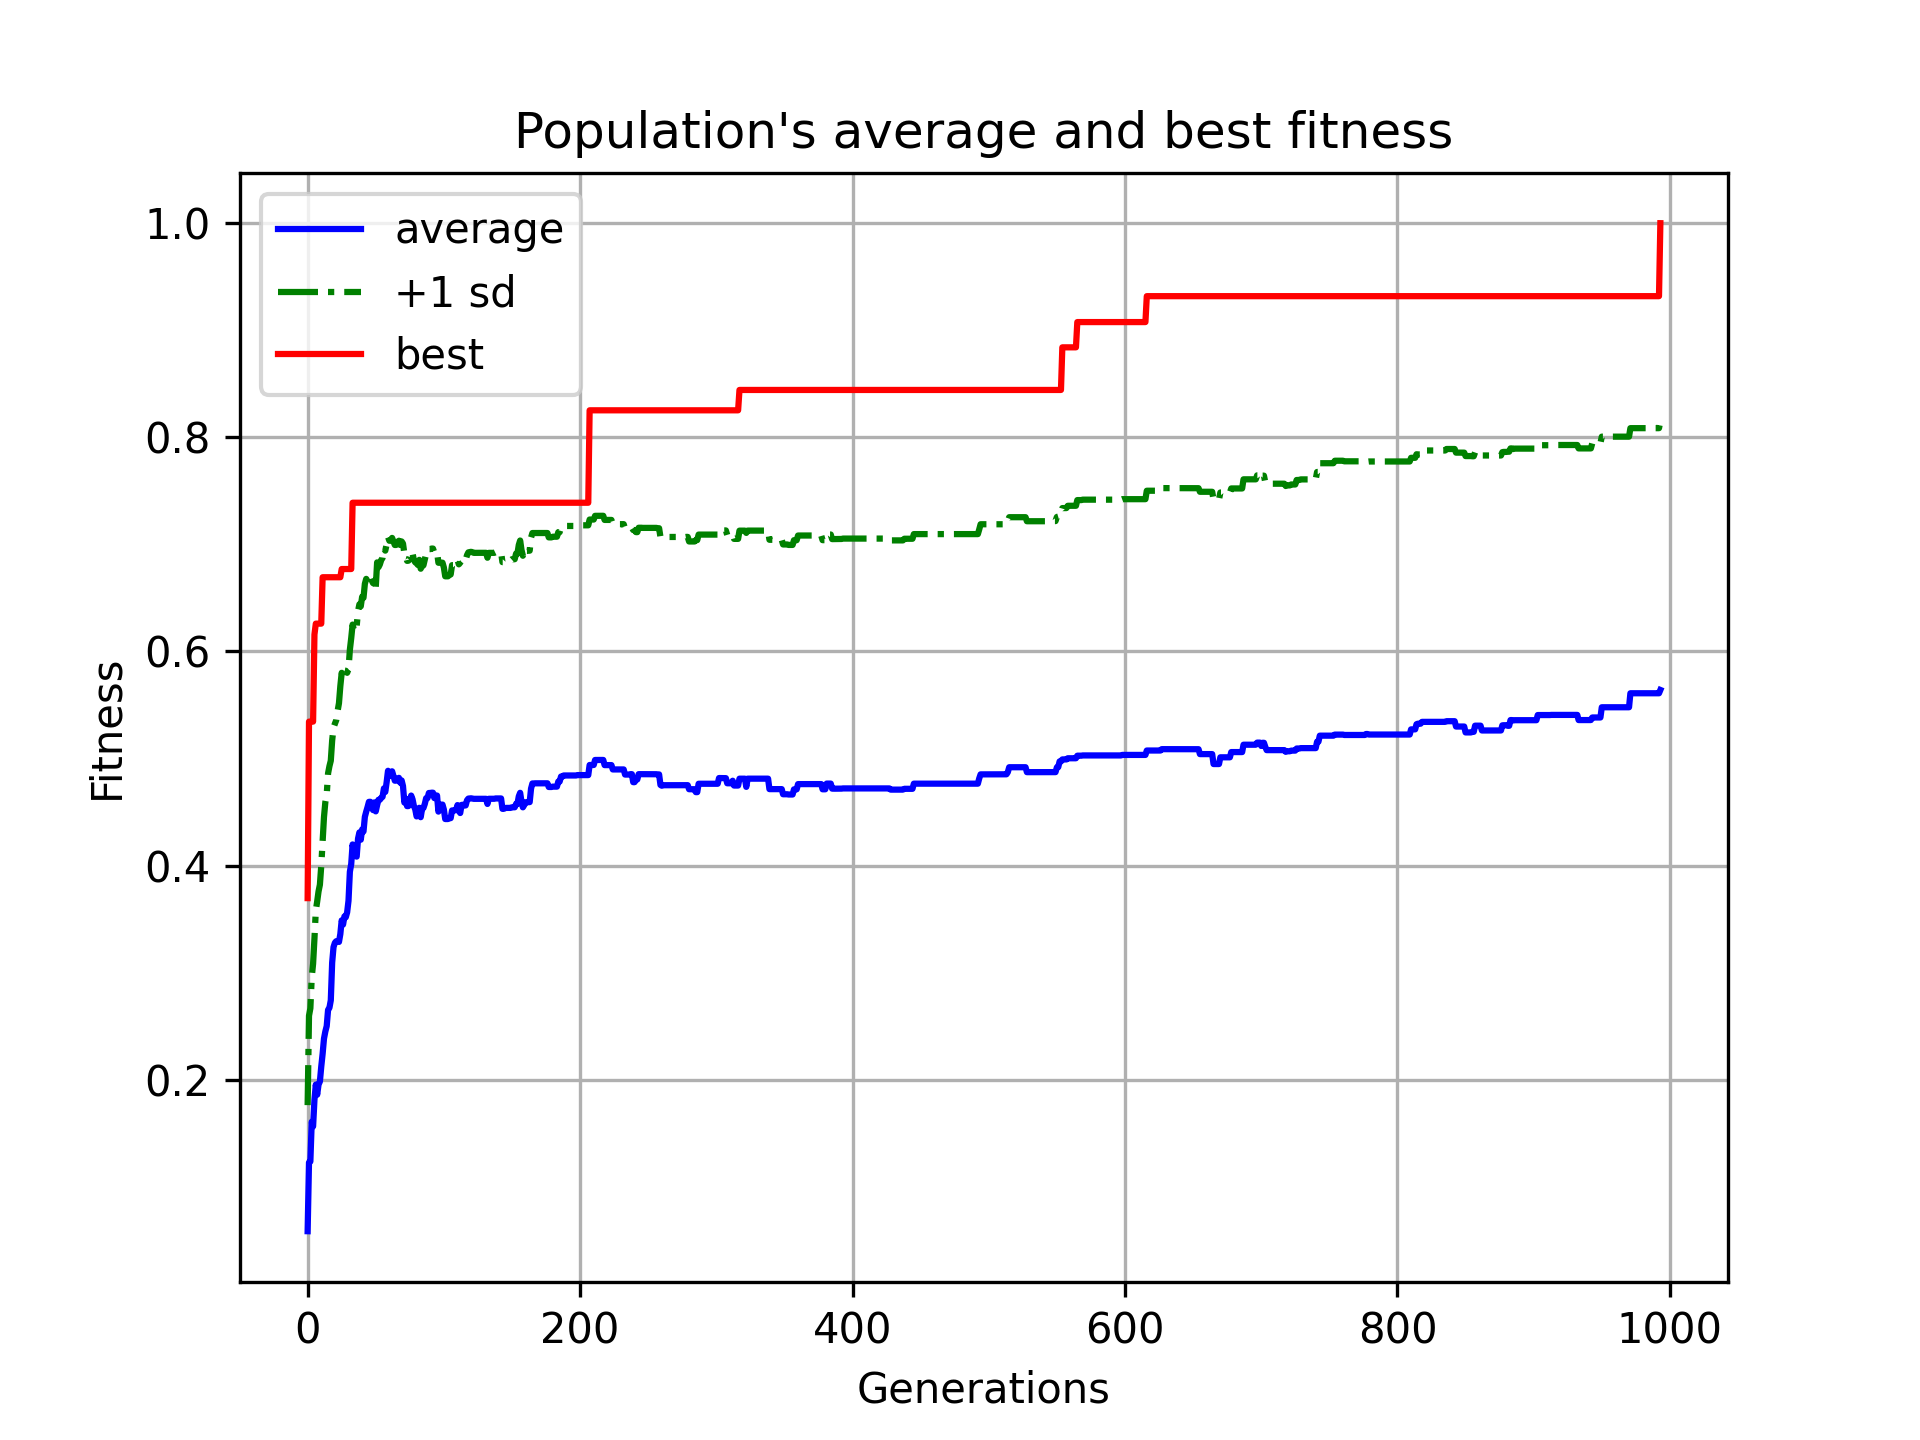 Population's average and best fitness
average
+1 sd
best
1.0
0.8
0.6
0.4
0.2
Fitness
0 200 400 600 800 1000
Generations